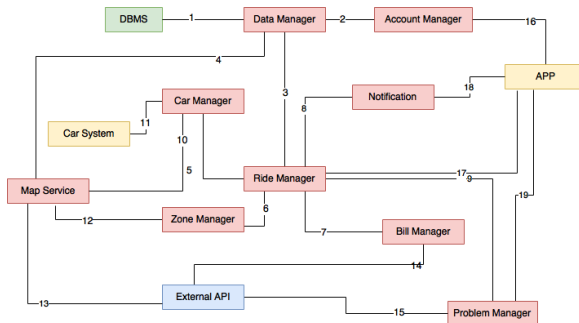 DBMS
1
Data Manager
2
Account Manager
16
4
APP
Car Manager
3
Notification
18
8
11
Car System
10
5
17
Map Service
Ride Manager
9
19
12
Zone Manager
6
7
Bill Manager
14
13
External API
15
Problem Manager